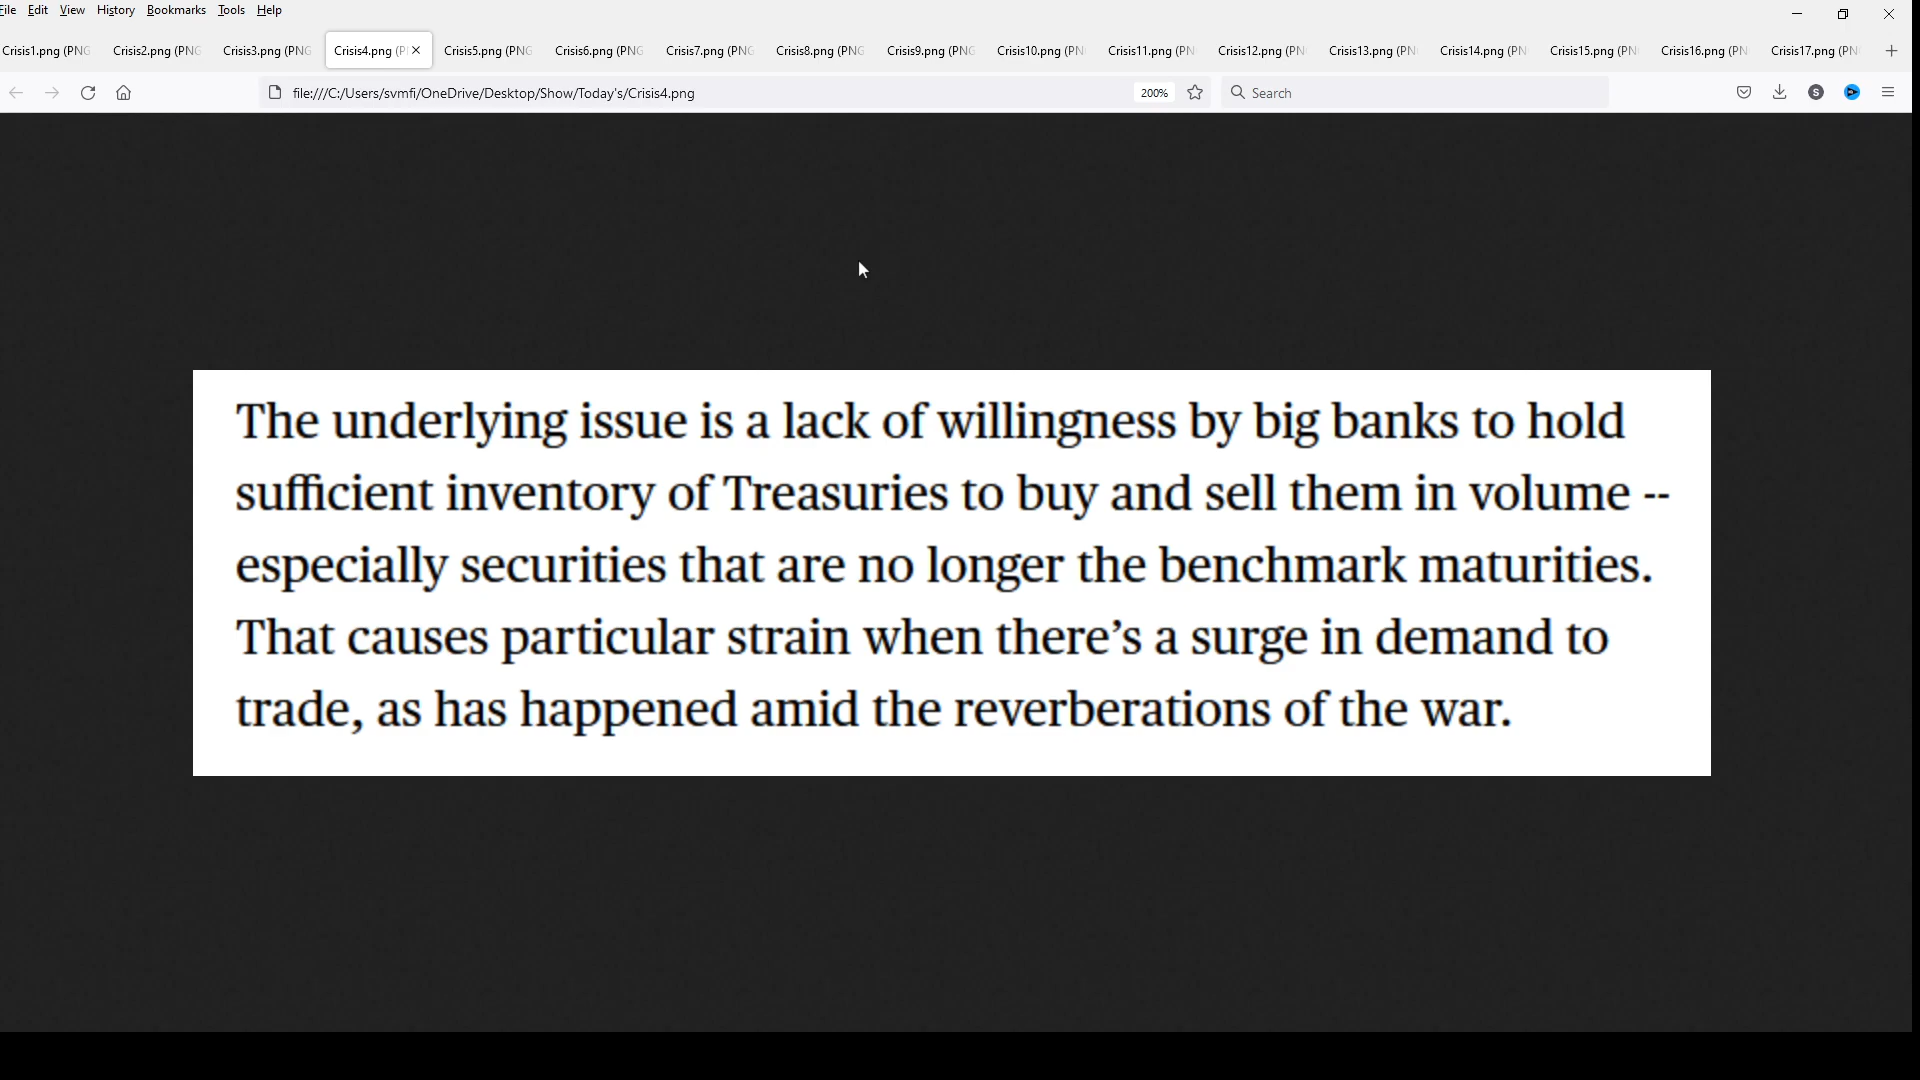 File Edit View History Bookmarks Tools Help
Crisis1.png (PNG Crisis2.png (PNG Crisis3.png (PNG Crisis4.png (P Crisis5.png (PNG Crisis6.png (PNG Crisis7.png (PNG Crisis8.png (PNG Crisis9.png (PNG Crisis10.png (PN Crisis11.png (PN Crisis12.png (PN Crisis13.png (PN Crisis14.png (PN Crisis15.png (PN Crisis16.png (PN Crisis17.png (PN
file:///C:/Users/svmfi/OneDrive/Desktop/Show/Today's/Crisis4.png 200% Search S
The underlying issue is a lack of willingness by big banks to hold
sufficient inventory of Treasuries to buy and sell them in volume --
especially securities that are no longer the benchmark maturities.
That causes particular strain when there’s a surge in demand to
trade, as has happened amid the reverberations of the war.